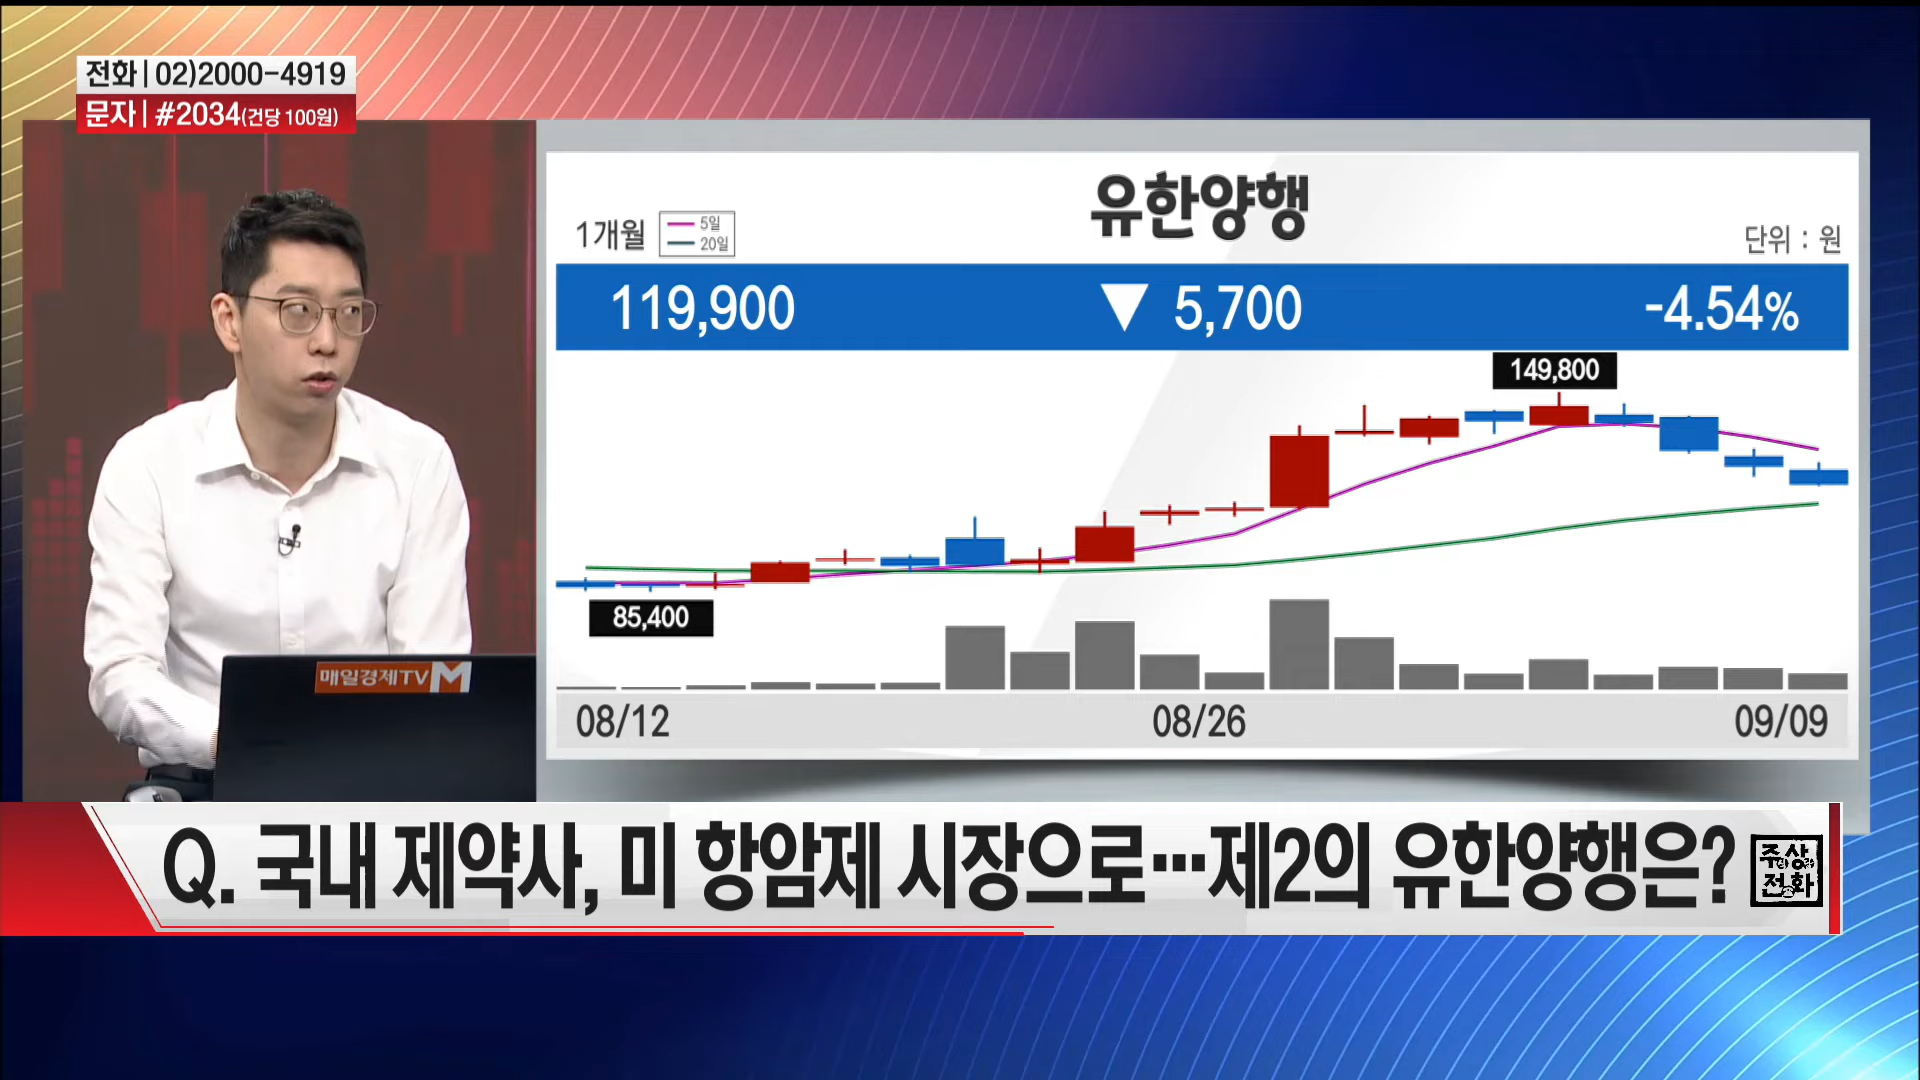 전화 | 02)2000-4919
문자 | #2034(건당 100원)
유한양행
1개월
5일
20일
단위 : 원
119,900 ▼ 5,700 -4.54%
149,800
85,400
08/12 08/26 09/09
매일경제TV M
Q. 국내 제약사, 미 항암제 시장으로…제2의 유한양행은?
주상
전화